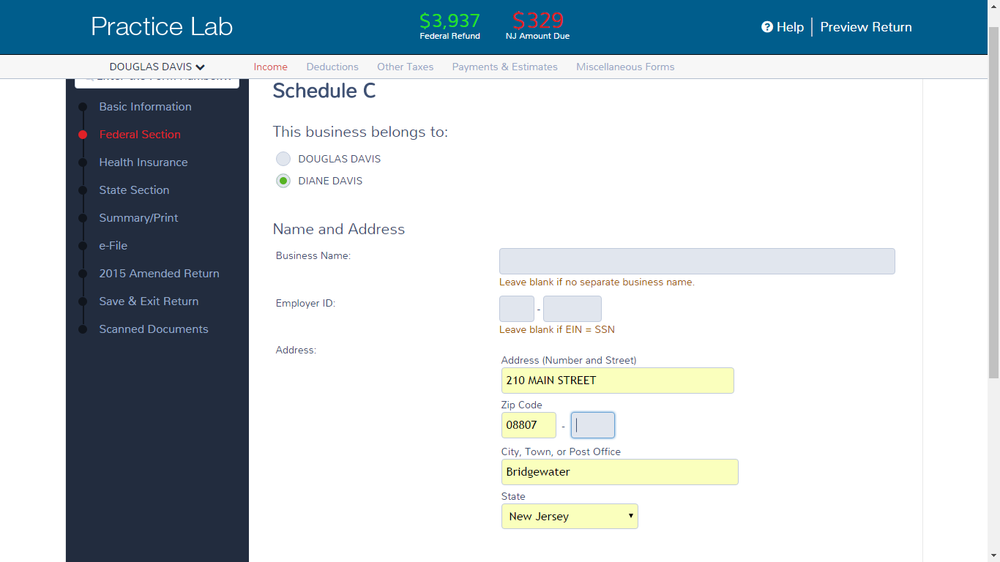 Practice Lab
$3,937
Federal Refund
$329
NJ Amount Due
Help
Preview Return
DOUGLAS DAVIS
Income
Deductions
Other Taxes
Payments & Estimates
Miscellaneous Forms
Enter the Form Number...
Basic Information
Federal Section
Health Insurance
State Section
Summary/Print
e-File
2015 Amended Return
Save & Exit Return
Scanned Documents
Schedule C
This business belongs to:
DOUGLAS DAVIS
DIANE DAVIS
Name and Address
Business Name:
Leave blank if no separate business name.
Employer ID:
-
Leave blank if EIN = SSN
Address:
Address (Number and Street)
210 MAIN STREET
Zip Code
08807 -
City, Town, or Post Office
Bridgewater
State
New Jersey